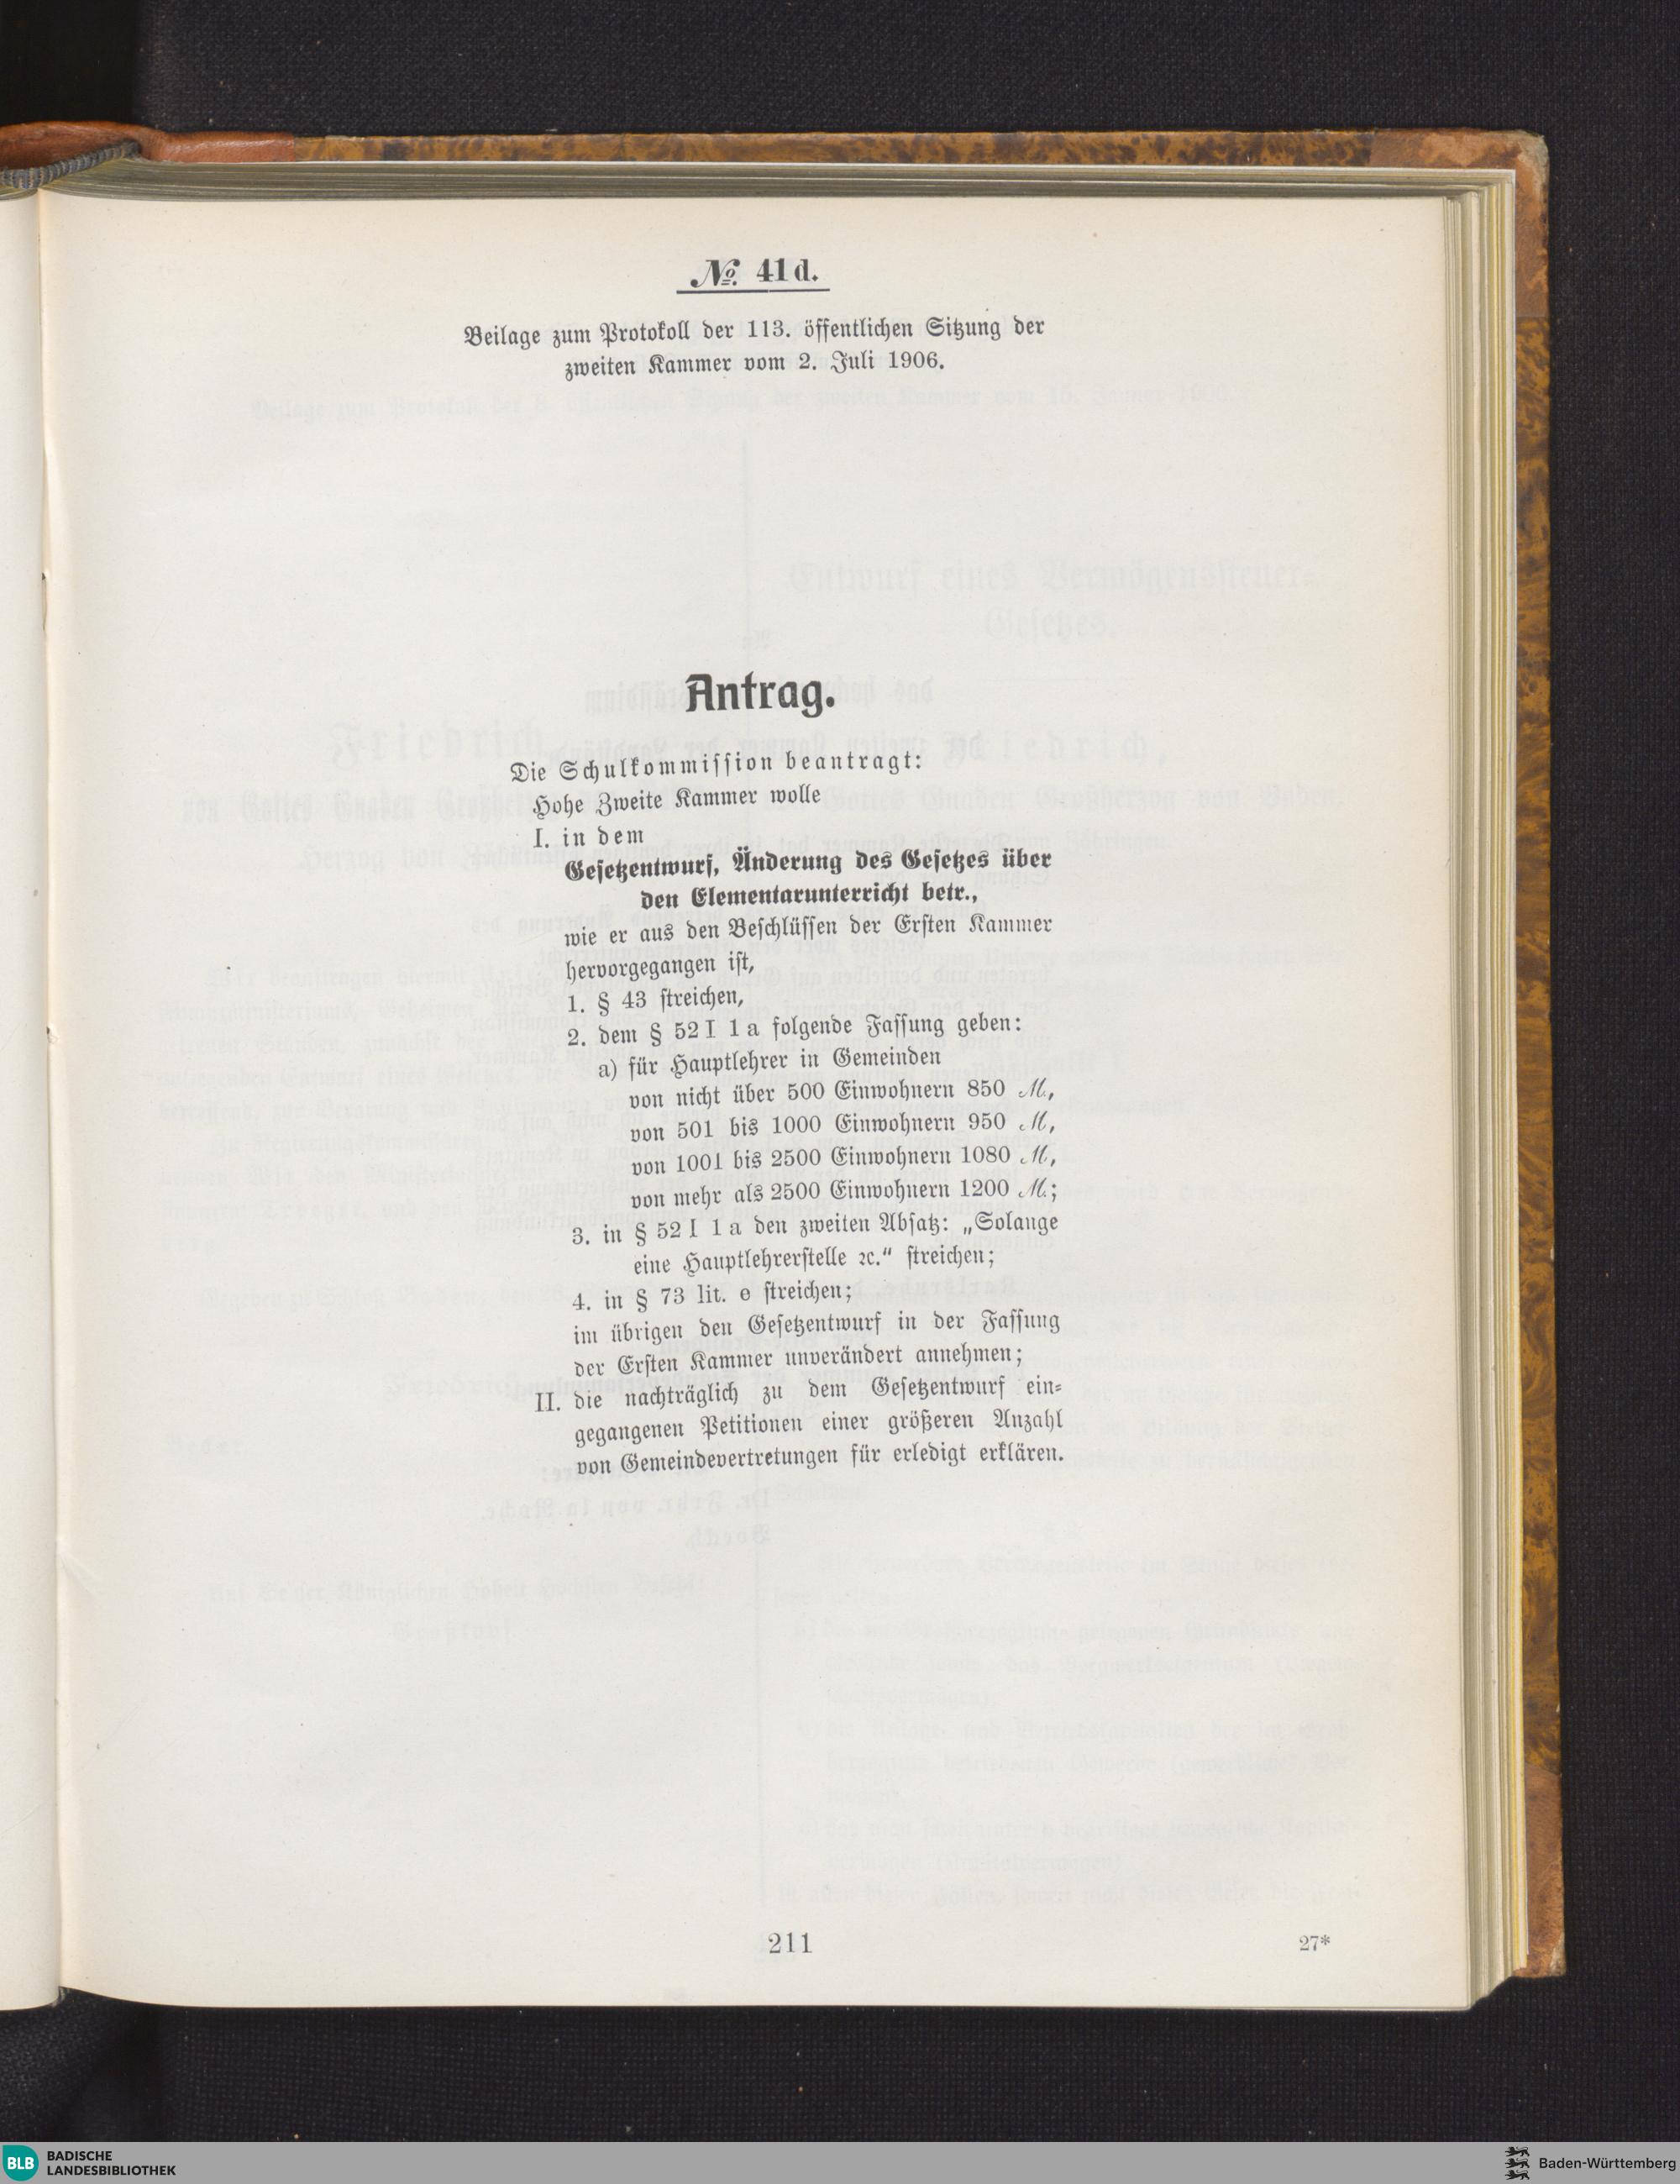 №. 41 d.
Beilage zum Protokoll der 113. öffentlichen Sitzung der
zweiten Kammer vom 2. Juli 1906.
Antrag.
Die Schulkommission beantragt:
Hohe Zweite Kammer wolle
I. in dem
Gesetzentwurf, Änderung des Gesetzes über
den Elementarunterricht betr.,
wie er aus den Beschlüssen der Ersten Kammer
hervorgegangen ist,
1. § 43 streichen,
2. dem § 52 I 1 a folgende Fassung geben:
a) für Hauptlehrer in Gemeinden
von nicht über 500 Einwohnern 850 ℳ,
von 501 bis 1000 Einwohnern 950 ℳ,
von 1001 bis 2500 Einwohnern 1080 ℳ,
von mehr als 2500 Einwohnern 1200 ℳ;
3. in § 52 I 1 a den zweiten Absatz: „Solange
eine Hauptlehrerstelle ꝛc.“ streichen;
4. in § 73 lit. e streichen;
im übrigen den Gesetzentwurf in der Fassung
der Ersten Kammer unverändert annehmen;
II. die nachträglich zu dem Gesetzentwurf ein-
gegangenen Petitionen einer größeren Anzahl
von Gemeindevertretungen für erledigt erklären.
211
27*
BLB BADISCHE
LANDESBIBLIOTHEK
Baden-Württemberg